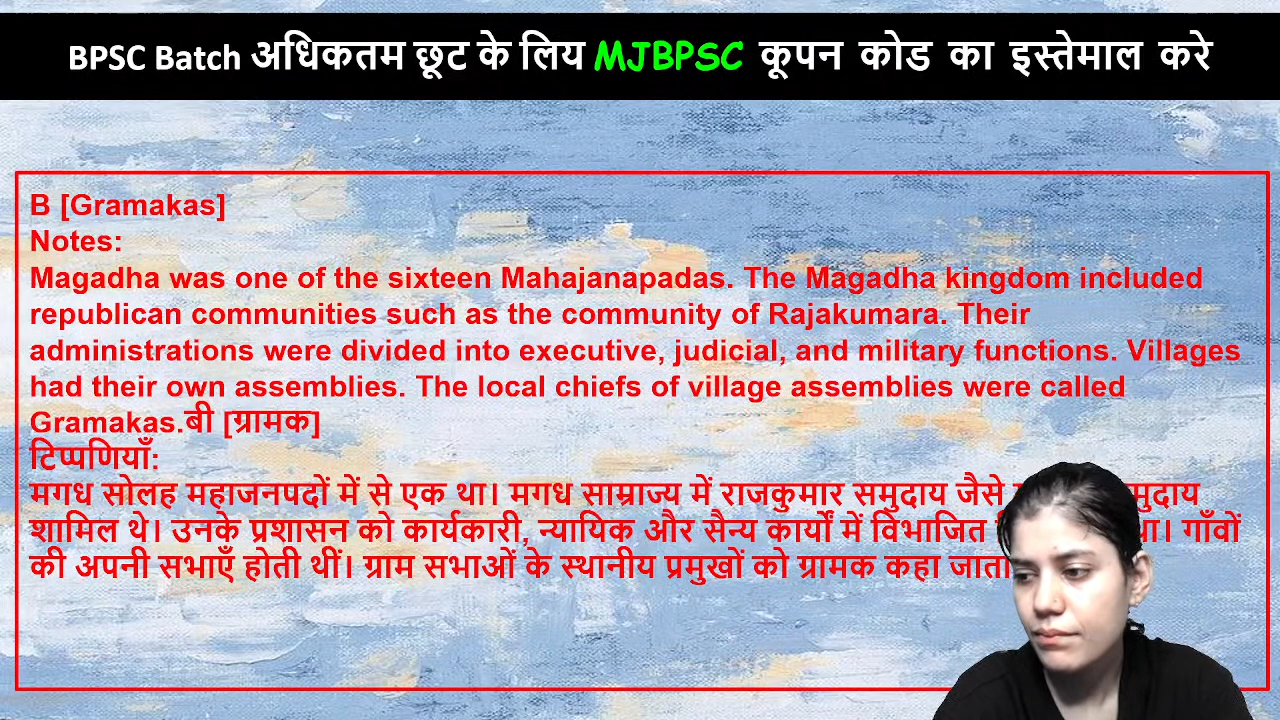 BPSC Batch अधिकतम छूट के लिय MJBPSC कूपन कोड का इस्तेमाल करे
B [Gramakas]
Notes:
Magadha was one of the sixteen Mahajanapadas. The Magadha kingdom included
republican communities such as the community of Rajakumara. Their
administrations were divided into executive, judicial, and military functions. Villages
had their own assemblies. The local chiefs of village assemblies were called
Gramakas.बी [ग्रामक]
टिप्पणियाँ:
मगध सोलह महाजनपदों में से एक था। मगध साम्राज्य में राजकुमार समुदाय जैसे
शामिल थे। उनके प्रशासन को कार्यकारी, न्यायिक और सैन्य कार्यों में विभाजित गाँवों
की अपनी सभाएँ होती थीं। ग्राम सभाओं के स्थानीय प्रमुखों को ग्रामक कहा जाता